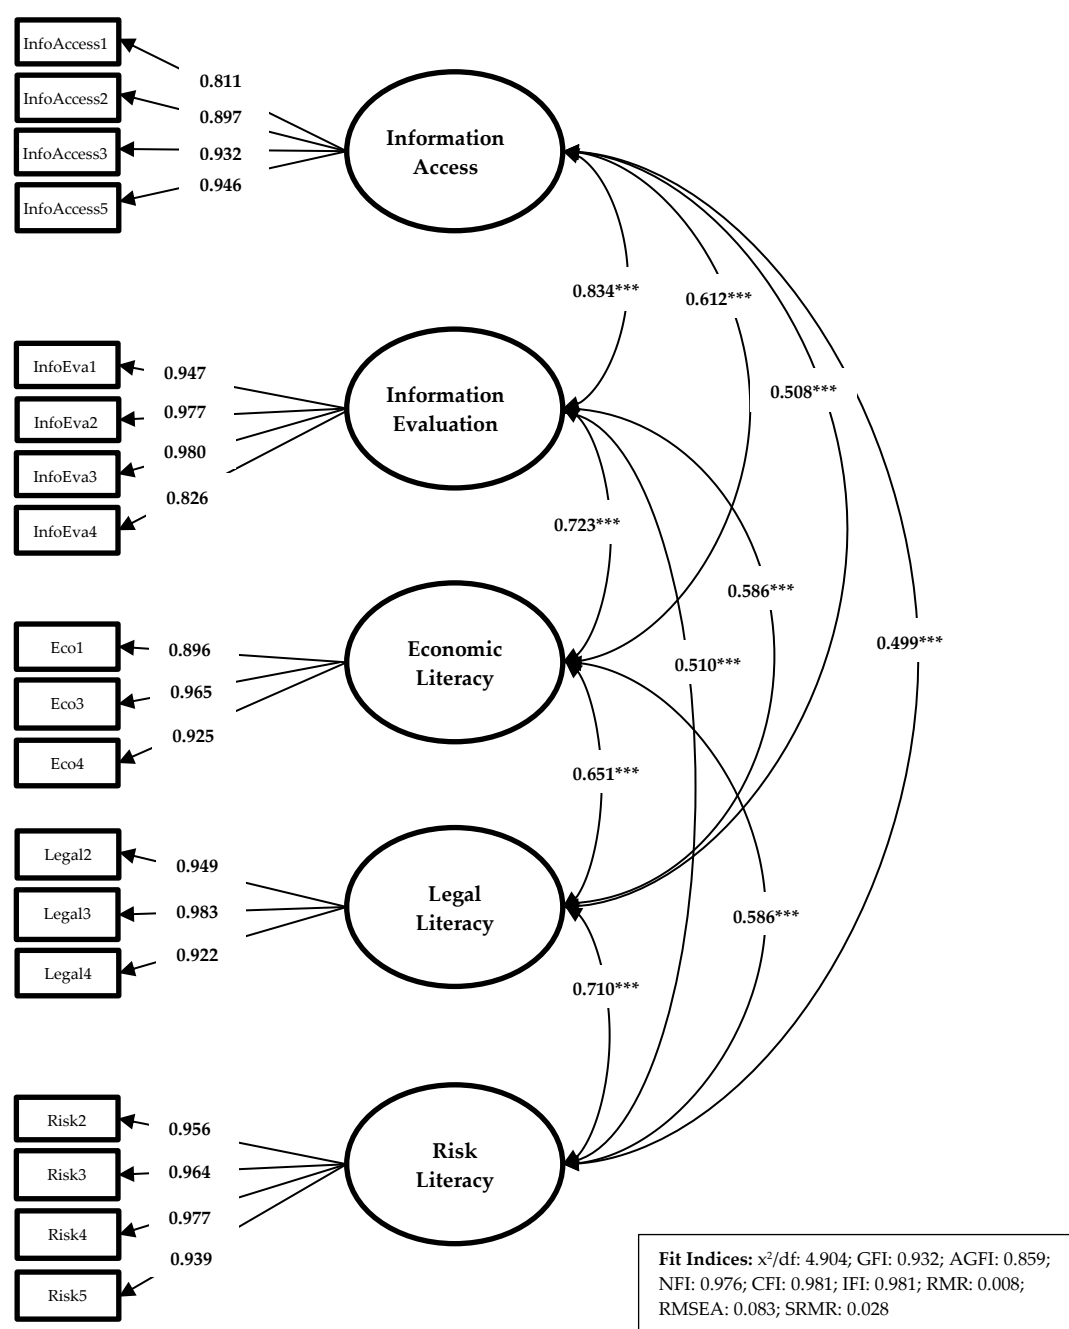 InfoAccess1
InfoAccess2
InfoAccess3
InfoAccess5
0.811
0.897
0.932
0.946
Information
Access
0.834***
0.612***
0.508***
0.499***
InfoEva1
InfoEva2
InfoEva3
InfoEva4
0.947
0.977
0.980
0.826
Information
Evaluation
0.723***
0.586***
0.510***
Eco1
Eco3
Eco4
0.896
0.965
0.925
Economic
Literacy
0.651***
0.586***
Legal2
Legal3
Legal4
0.949
0.983
0.922
Legal
Literacy
0.710***
Risk2
Risk3
Risk4
Risk5
0.956
0.964
0.977
0.939
Risk
Literacy
Fit Indices: x²/df: 4.904; GFI: 0.932; AGFI: 0.859;
NFI: 0.976; CFI: 0.981; IFI: 0.981; RMR: 0.008;
RMSEA: 0.083; SRMR: 0.028